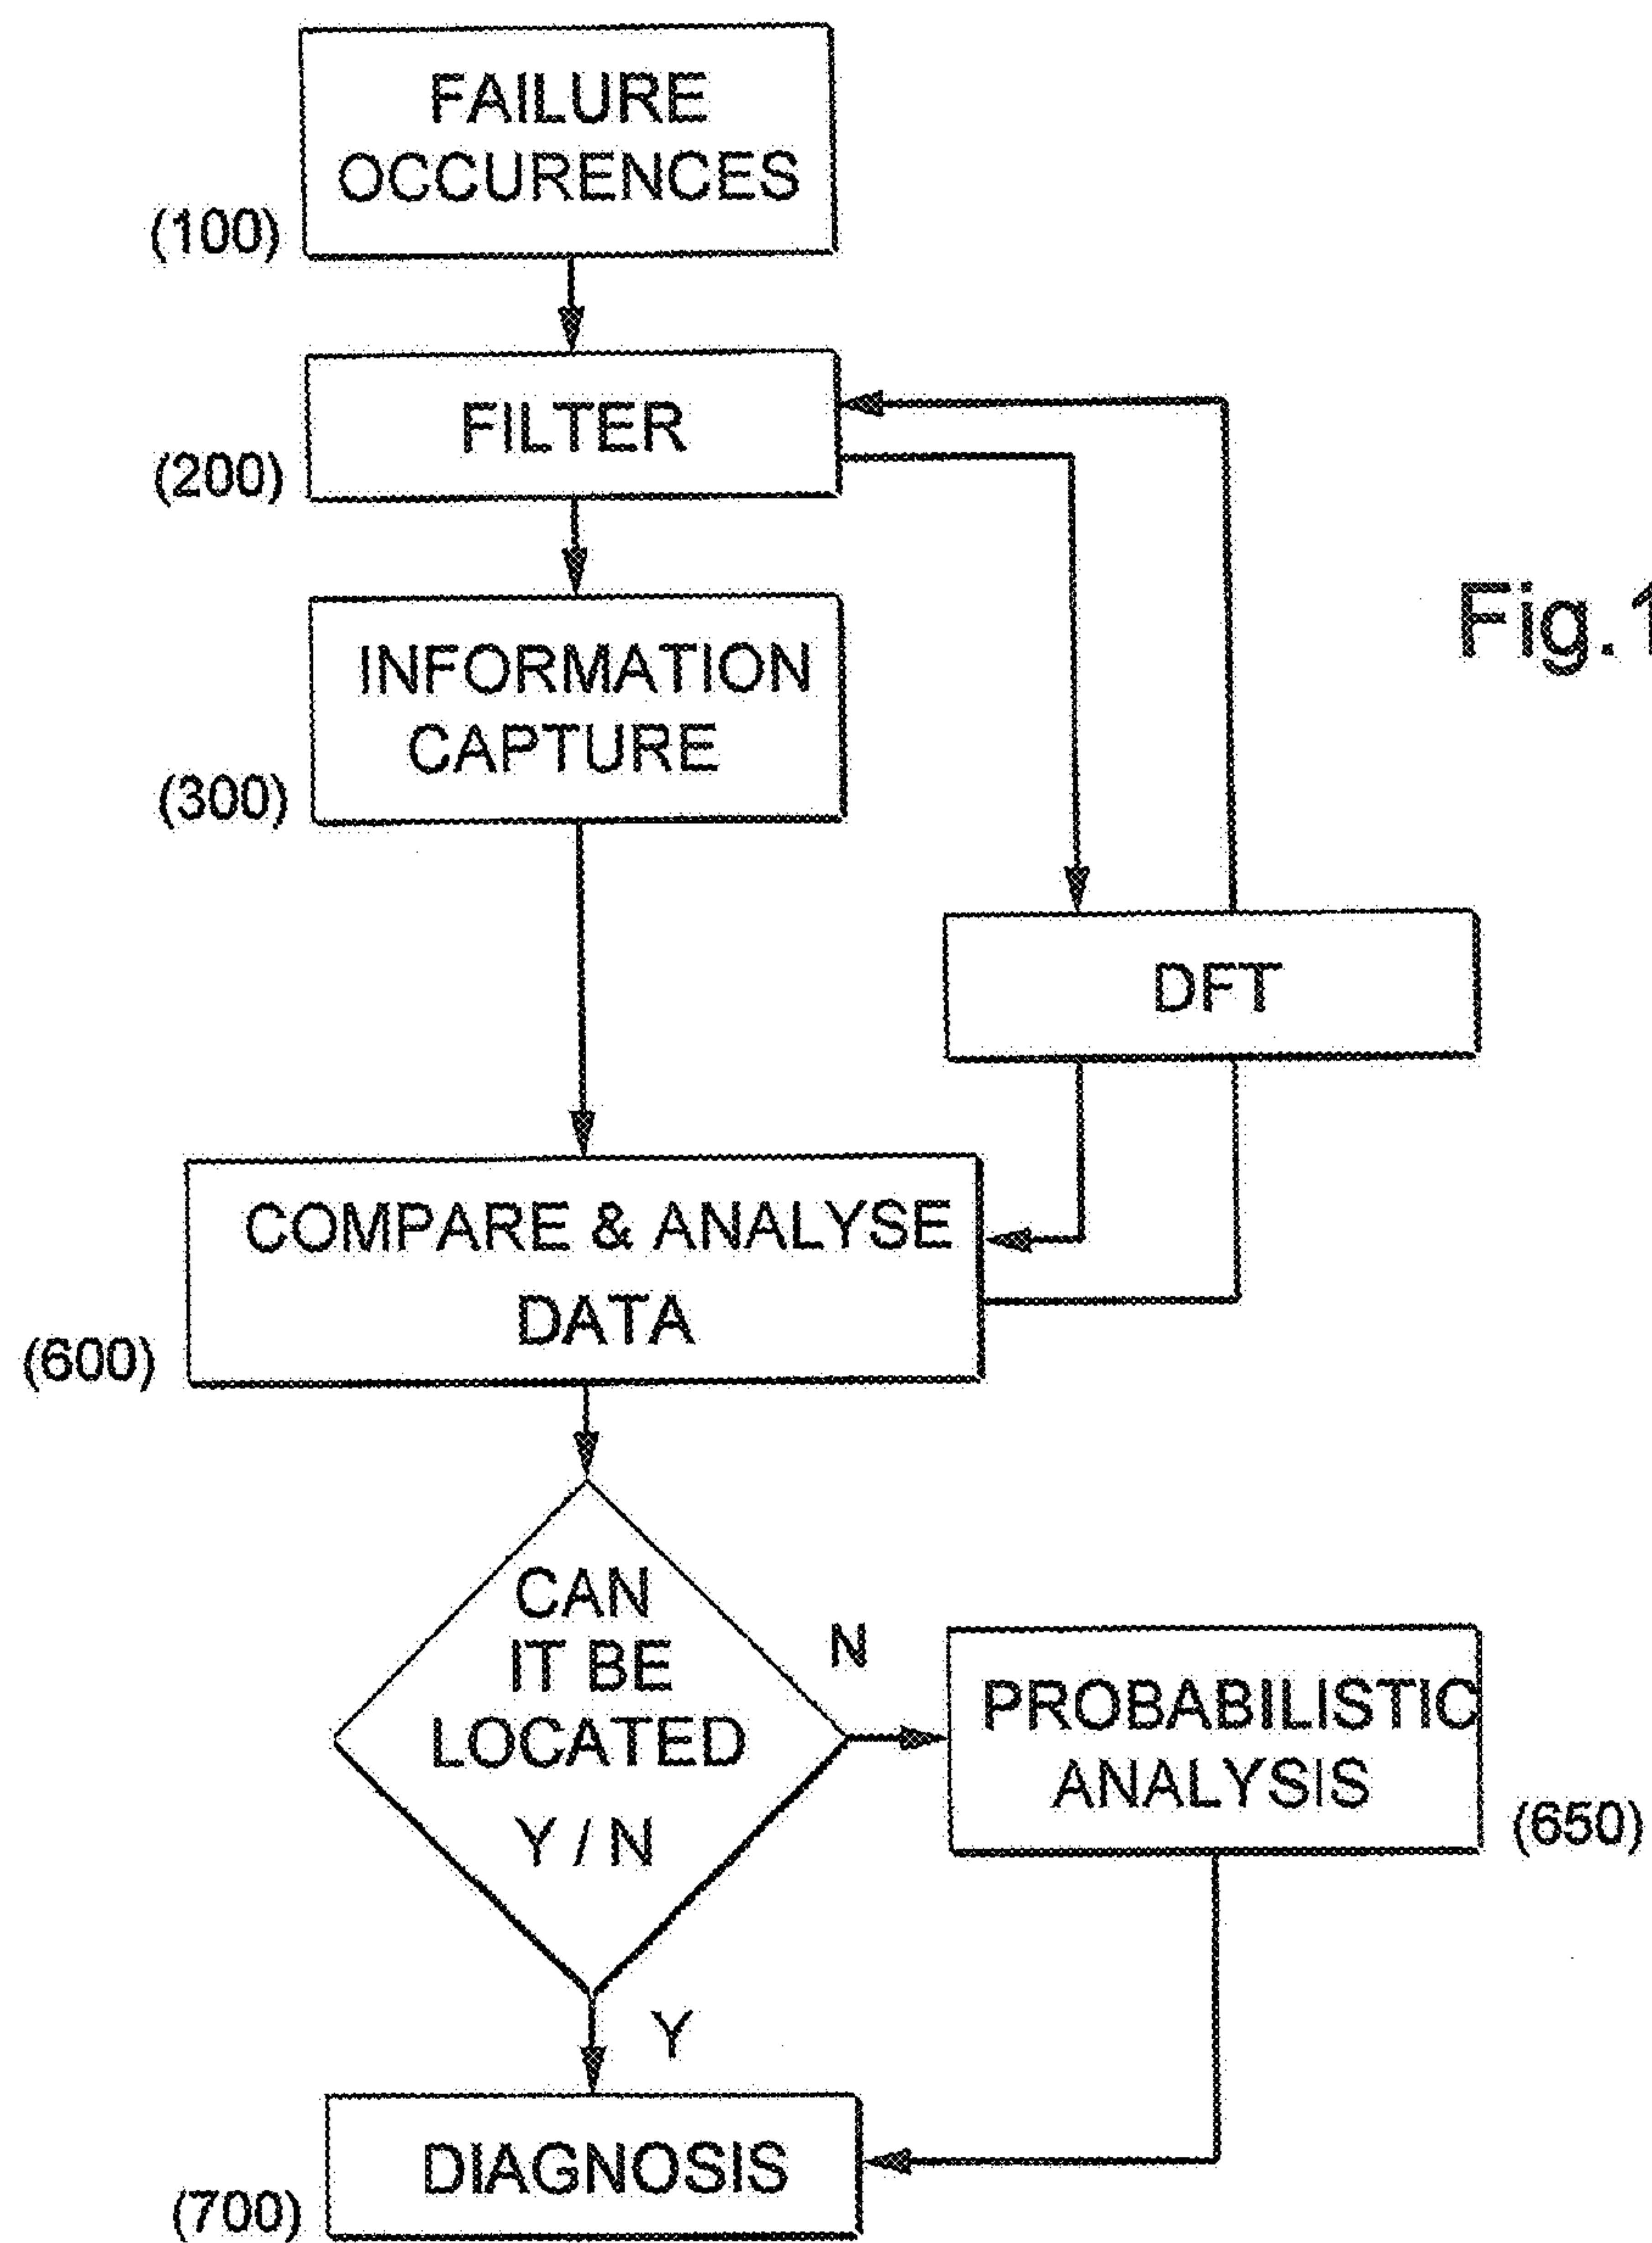 FAILURE
OCCURENCES
(100)
FILTER
(200)
Fig.1
INFORMATION
CAPTURE
(300)
DFT
COMPARE & ANALYSE
DATA
(600)
CAN
IT BE
LOCATED
Y / N
N
PROBABILISTIC
ANALYSIS
(650)
Y
DIAGNOSIS
(700)